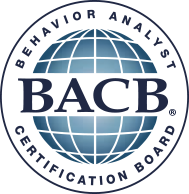 BEHAVIOR ANALYST
BACB®
CERTIFICATION BOARD